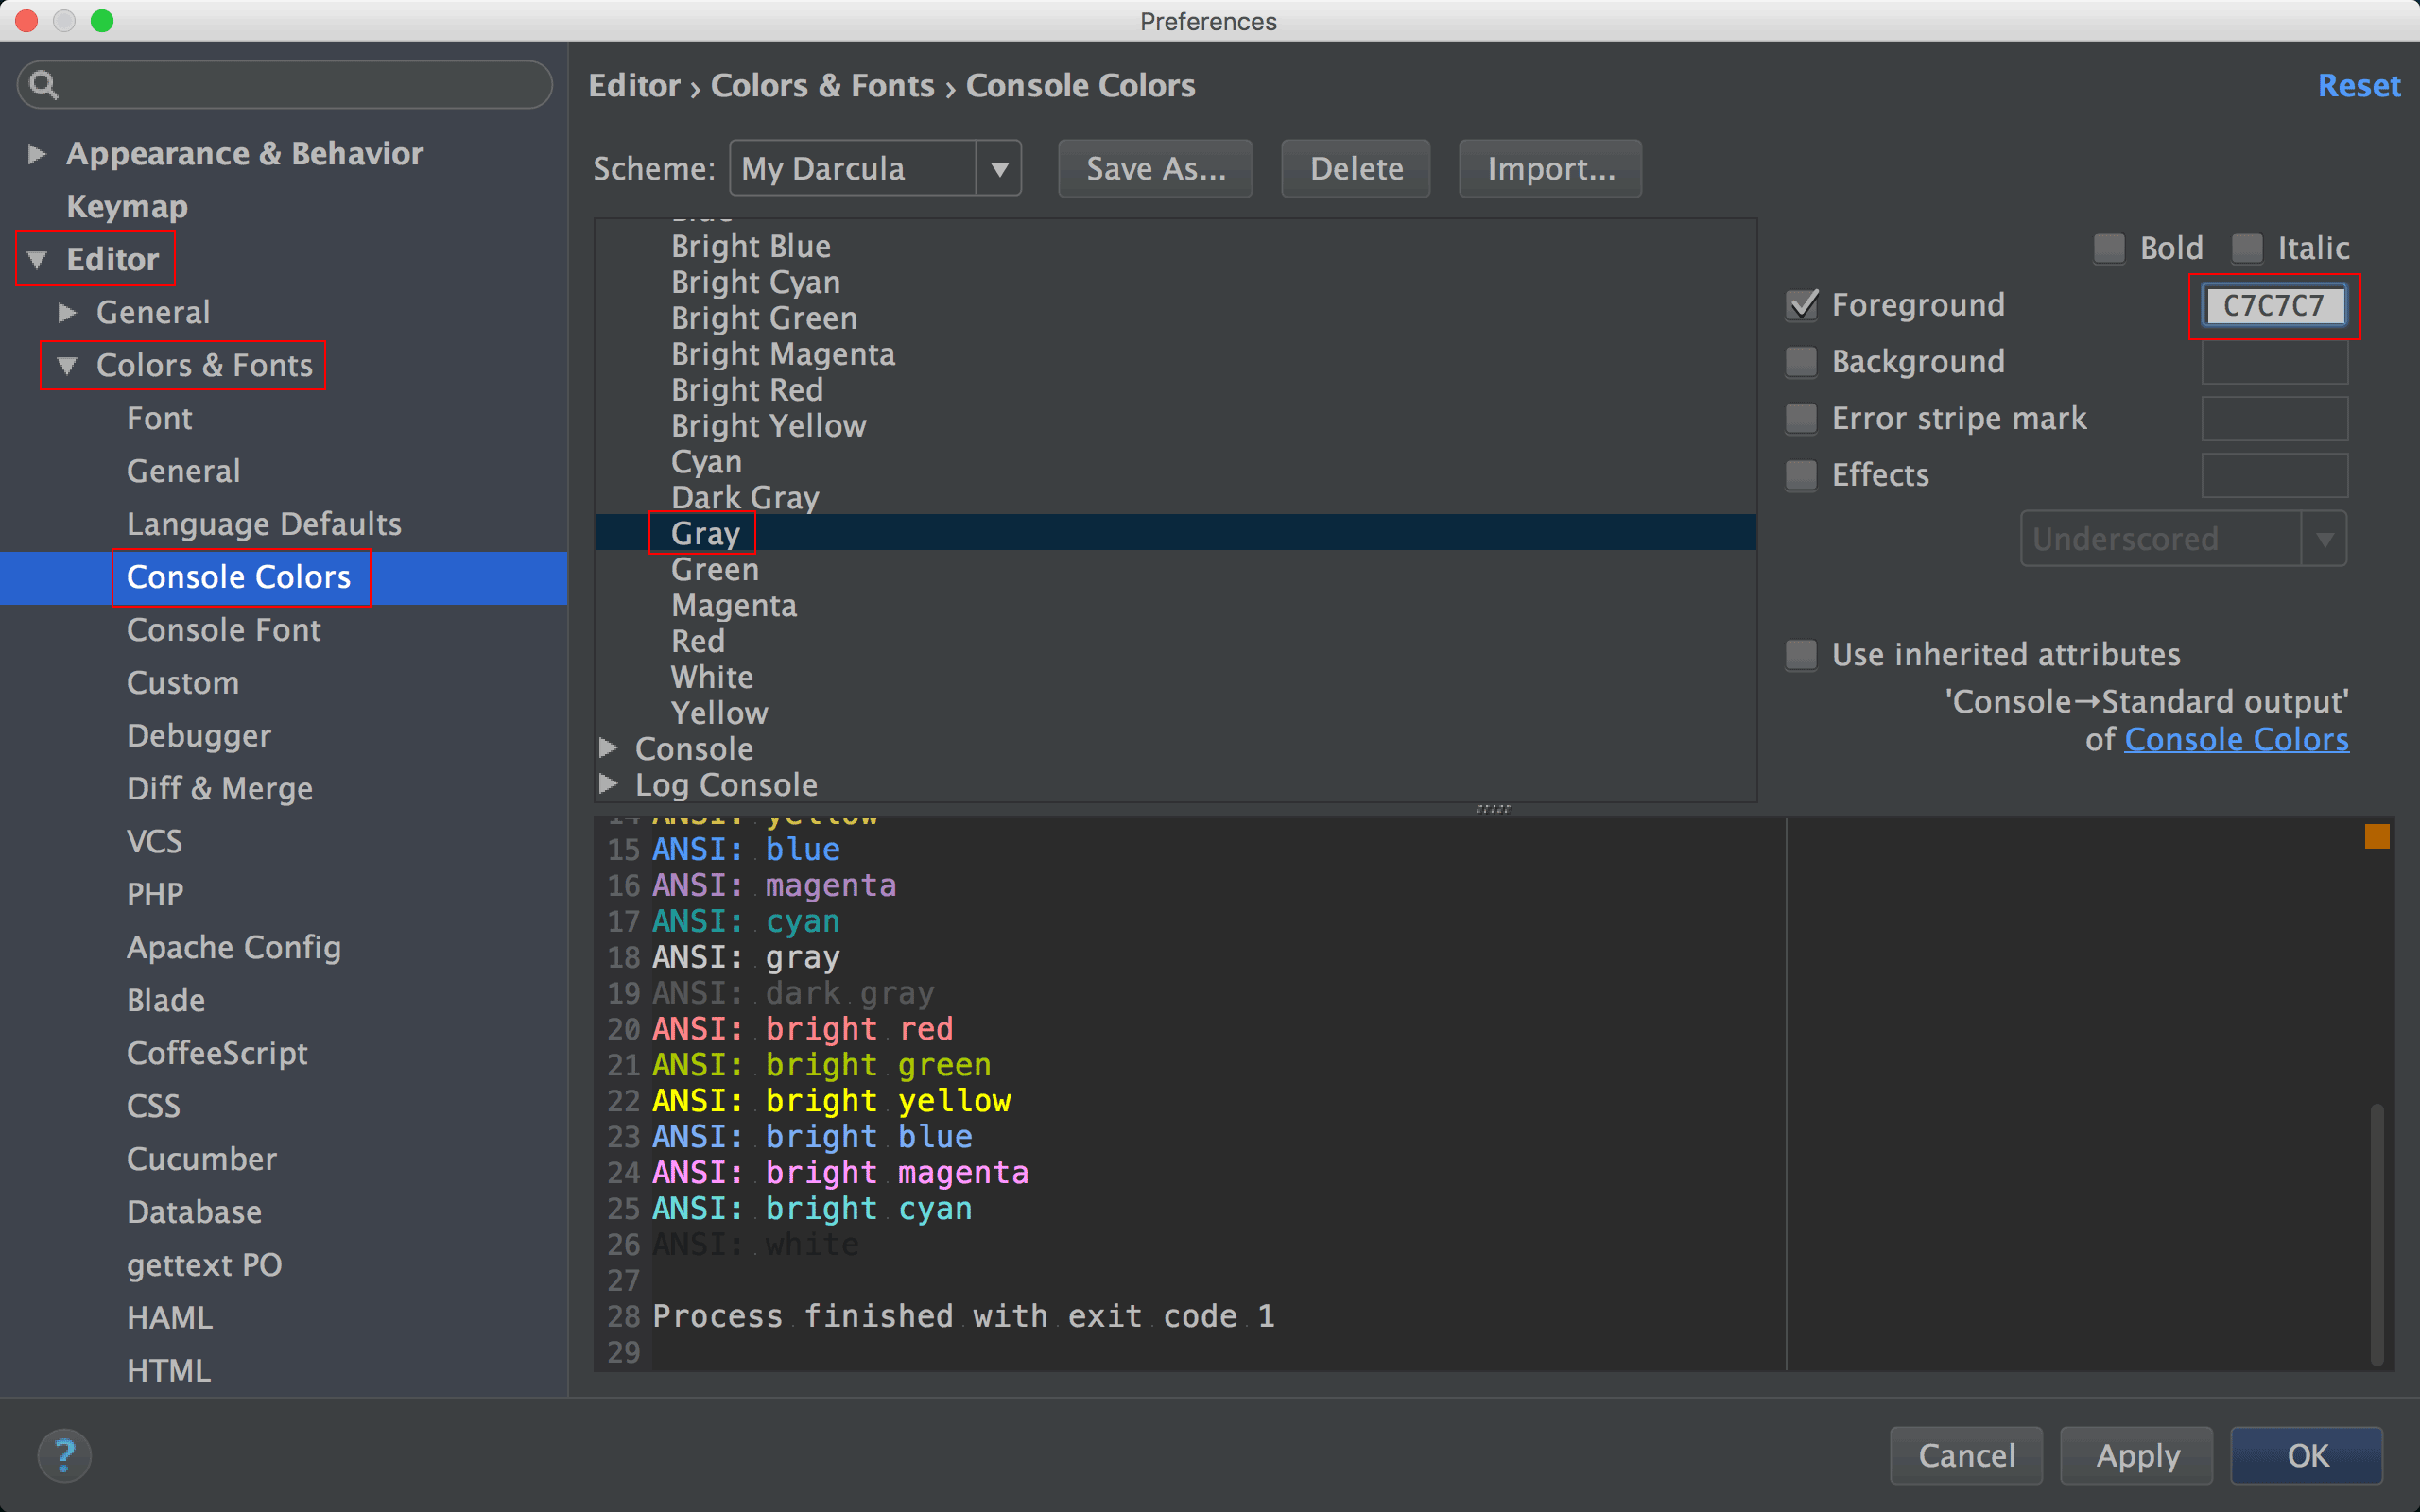 Preferences
Appearance & Behavior
Keymap
Editor
General
Colors & Fonts
Font
General
Language Defaults
Console Colors
Console Font
Custom
Debugger
Diff & Merge
VCS
PHP
Apache Config
Blade
CoffeeScript
CSS
Cucumber
Database
gettext PO
HAML
HTML
Editor › Colors & Fonts › Console Colors
Reset
Scheme: My Darcula Save As... Delete Import...
Blue
Bright Blue
Bright Cyan
Bright Green
Bright Magenta
Bright Red
Bright Yellow
Cyan
Dark Gray
Gray
Green
Magenta
Red
White
Yellow
Console
Log Console
Bold Italic
Foreground C7C7C7
Background
Error stripe mark
Effects
Underscored
Use inherited attributes
'Console→Standard output'
of Console Colors
14 ANSI: yellow
15 ANSI: blue
16 ANSI: magenta
17 ANSI: cyan
18 ANSI: gray
19 ANSI: dark gray
20 ANSI: bright red
21 ANSI: bright green
22 ANSI: bright yellow
23 ANSI: bright blue
24 ANSI: bright magenta
25 ANSI: bright cyan
26 ANSI: white
27
28 Process finished with exit code 1
29
?
Cancel Apply OK